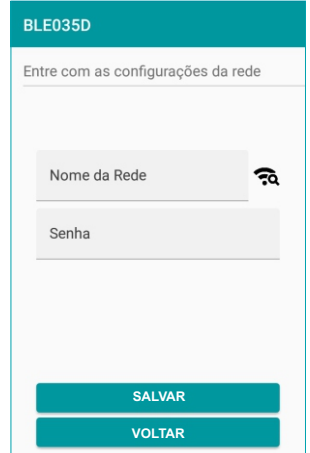 BLE035D
Entre com as configurações da rede
Nome da Rede
Senha
SALVAR
VOLTAR